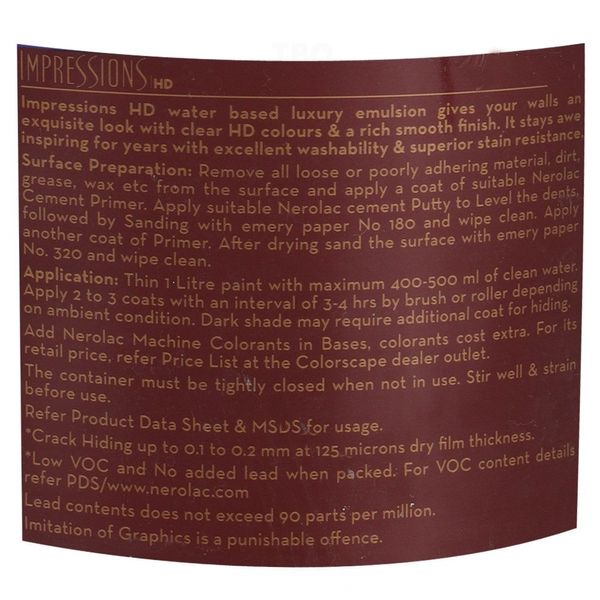 TRO
IMPRESSIONS HD
Impressions HD water based luxury emulsion gives your walls an
exquisite look with clear HD colours & a rich smooth finish. It stays awe
inspiring for years with excellent washability & superior stain resistance.
Surface Preparation: Remove all loose or poorly adhering material, dirt,
grease, wax etc from the surface and apply a coat of suitable Nerolac
Cement Primer. Apply suitable Nerolac cement Putty to Level the dents,
followed by Sanding with emery paper No 180 and wipe clean. Apply
another coat of Primer. After drying sand the surface with emery paper
No. 320 and wipe clean.
Application: Thin 1 Litre paint with maximum 400-500 ml of clean water.
Apply 2 to 3 coats with an interval of 3-4 hrs by brush or roller depending
on ambient condition. Dark shade may require additional coat for hiding.
Add Nerolac Machine Colorants in Bases, colorants cost extra. For its
retail price, refer Price List at the Colorscape dealer outlet.
The container must be tightly closed when not in use. Stir well & strain
before use.
Refer Product Data Sheet & MSDS for usage.
*Crack Hiding up to 0.1 to 0.2 mm at 125 microns dry film thickness.
*Low VOC and No added lead when packed. For VOC content details
refer PDS/www.nerolac.com
Lead contents does not exceed 90 parts per million.
Imitation of Graphics is a punishable offence.